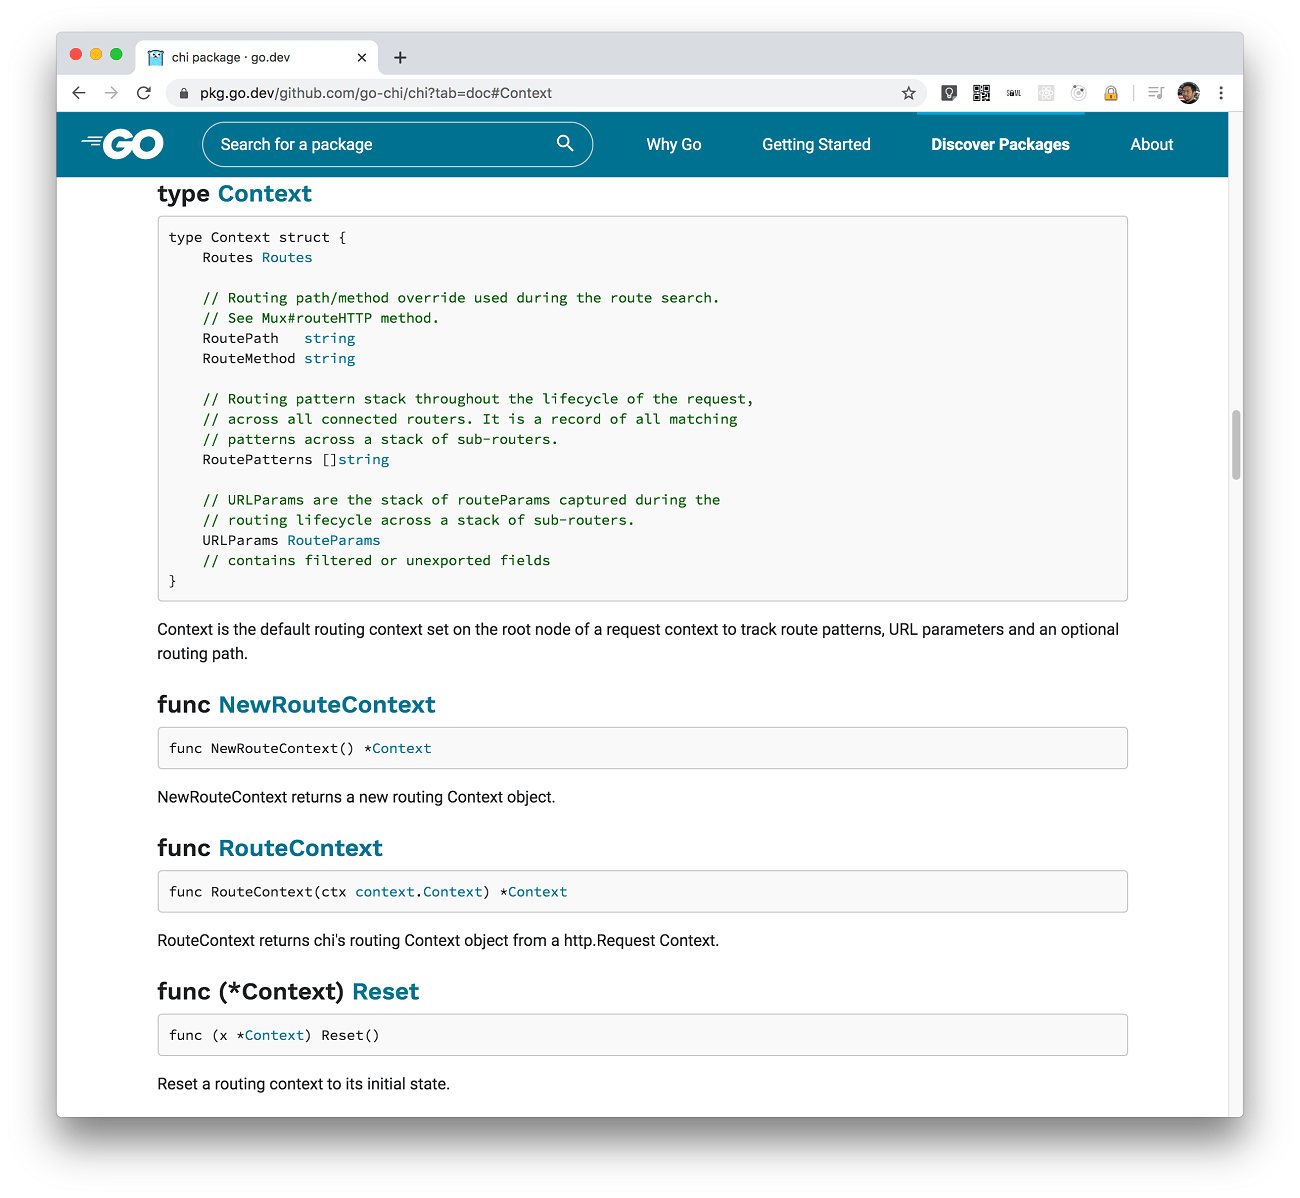 chi package · go.dev
pkg.go.dev/github.com/go-chi/chi?tab=doc#Context
GO
Search for a package
Why Go
Getting Started
Discover Packages
About
type Context
type Context struct {
Routes Routes
// Routing path/method override used during the route search.
// See Mux#routeHTTP method.
RoutePath string
RouteMethod string
// Routing pattern stack throughout the lifecycle of the request,
// across all connected routers. It is a record of all matching
// patterns across a stack of sub-routers.
RoutePatterns []string
// URLParams are the stack of routeParams captured during the
// routing lifecycle across a stack of sub-routers.
URLParams RouteParams
// contains filtered or unexported fields
}
Context is the default routing context set on the root node of a request context to track route patterns, URL parameters and an optional
routing path.
func NewRouteContext
func NewRouteContext() *Context
NewRouteContext returns a new routing Context object.
func RouteContext
func RouteContext(ctx context.Context) *Context
RouteContext returns chi's routing Context object from a http.Request Context.
func (*Context) Reset
func (x *Context) Reset()
Reset a routing context to its initial state.